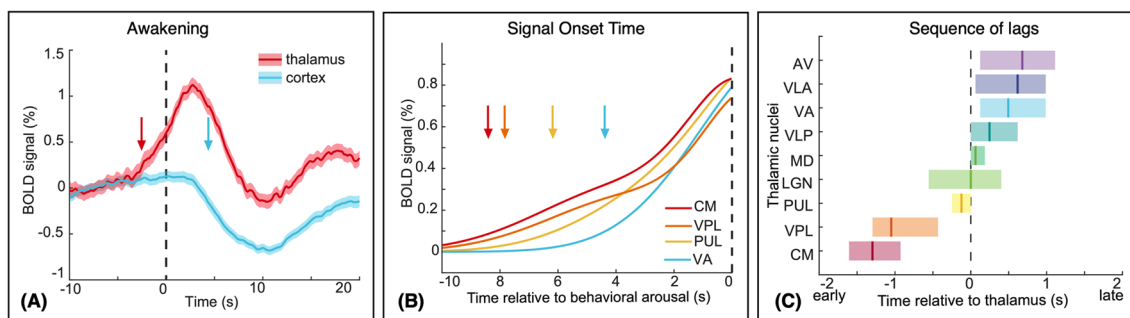 Awakening
1.5
1
0.5
0
-0.5
-1
BOLD signal (%)
thalamus
cortex
-10
0
10
20
Time (s)
(A)
Signal Onset Time
0.8
0.6
0.4
0.2
0
BOLD signal (%)
CM
VPL
PUL
VA
-10
8
6
4
2
0
Time relative to behavioral arousal (s)
(B)
Sequence of lags
Thalamic nuclei
AV
VLA
VA
VLP
MD
LGN
PUL
VPL
CM
-2
-1
0
1
2
early
Time relative to thalamus (s)
late
(C)